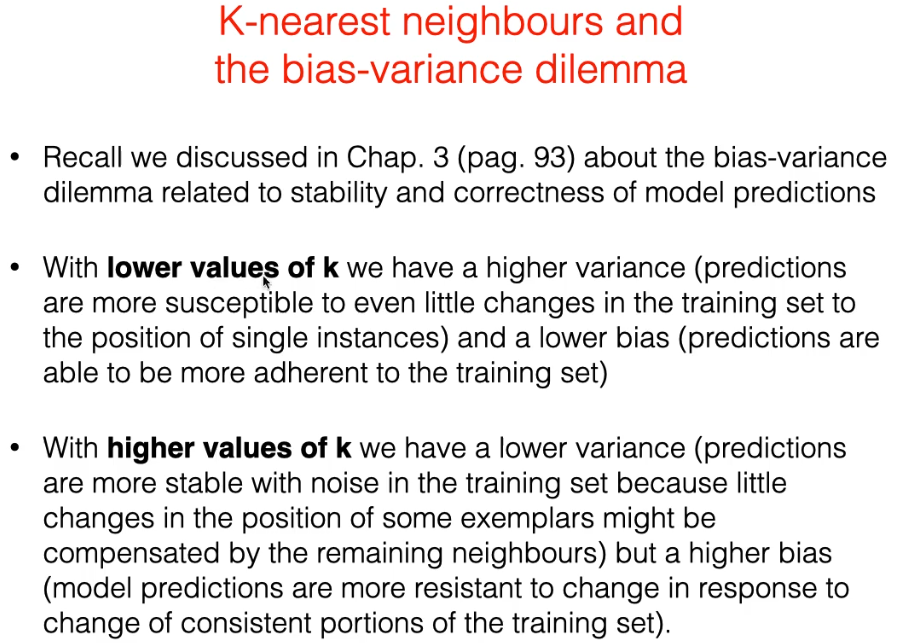 K-nearest neighbours and
the bias-variance dilemma
• Recall we discussed in Chap. 3 (pag. 93) about the bias-variance
dilemma related to stability and correctness of model predictions
• With lower values of k we have a higher variance (predictions
are more susceptible to even little changes in the training set to
the position of single instances) and a lower bias (predictions are
able to be more adherent to the training set)
• With higher values of k we have a lower variance (predictions
are more stable with noise in the training set because little
changes in the position of some exemplars might be
compensated by the remaining neighbours) but a higher bias
(model predictions are more resistant to change in response to
change of consistent portions of the training set).